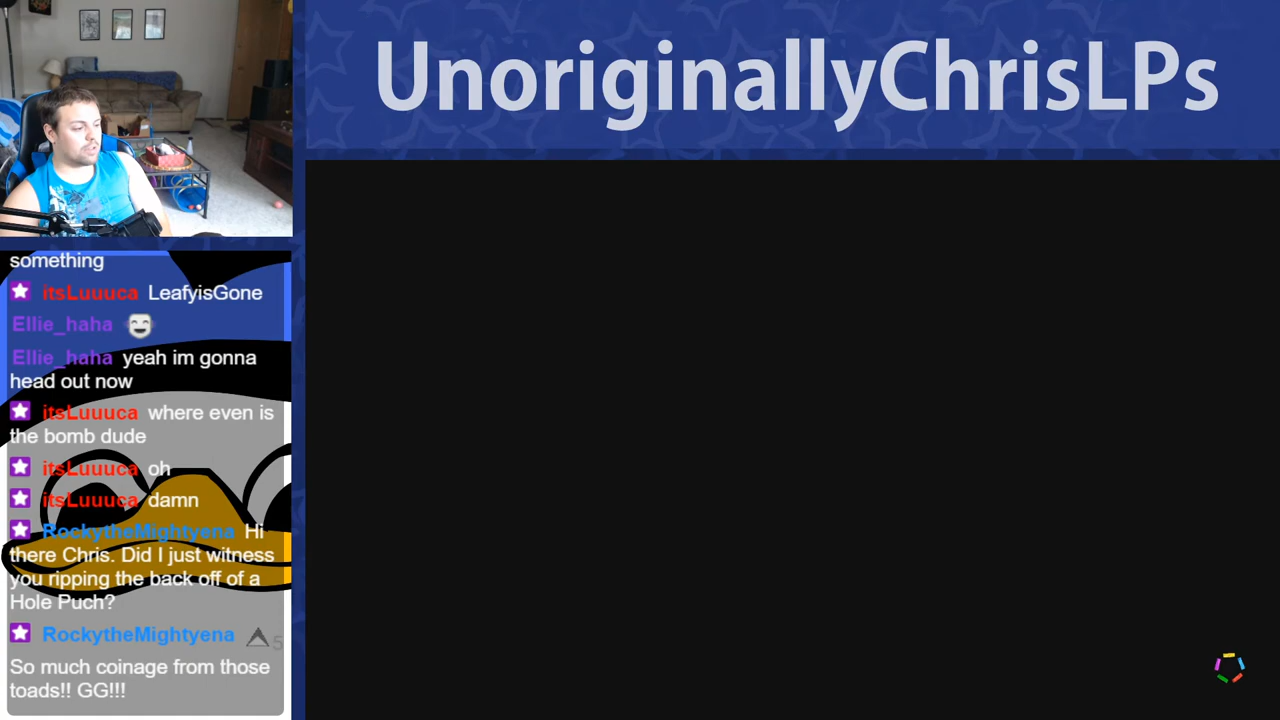 UnoriginallyChrisLPs
something
itsLuuuca LeafyisGone
Ellie_haha
Ellie_haha yeah im gonna
head out now
itsLuuuca where even is
the bomb dude
itsLuuuca oh
itsLuuuca damn
RockytheMightyena Hi
there Chris. Did I just witness
you ripping the back off of a
Hole Puch?
RockytheMightyena 5
So much coinage from those
toads!! GG!!!